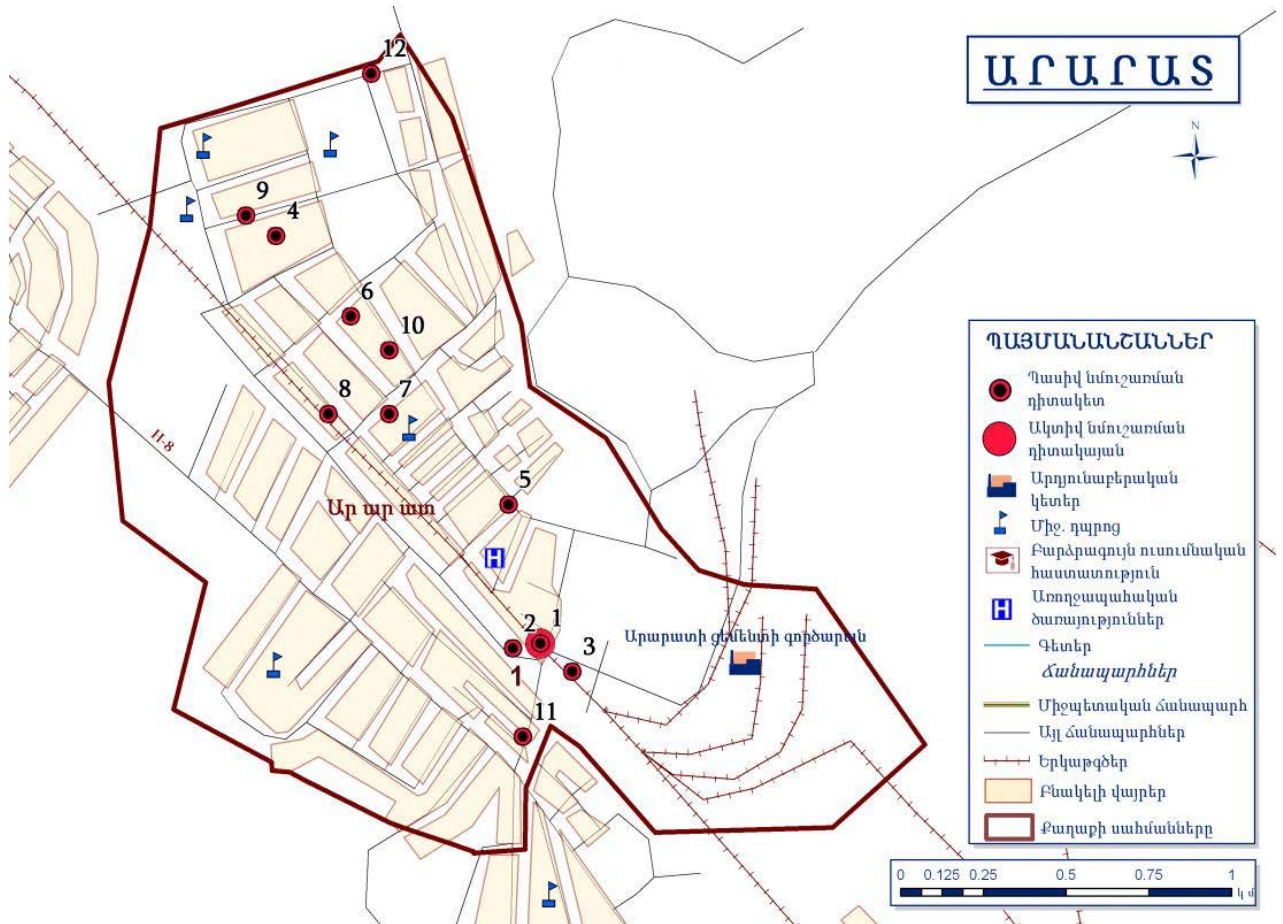 ԱՐԱՐԱՏ
N
12
9
4
6
10
8
7
II-8
5
Արարատ
2
1
3
1
11
Արարատի ցեմենտի գործարան
ՊԱՅՄԱՆԱՆՇԱՆՆԵՐ
Պասիվ նմուշառման
դիտակետ
Ակտիվ նմուշառման
դիտակայան
Արդյունաբերական
կետեր
Միջ. դպրոց
Բարձրագույն ուսումնական
հաստատություն
Առողջապահական
ծառայություններ
Գետեր
Ճանապարհներ
Միջպետական ճանապարհ
Այլ ճանապարհներ
Երկաթգծեր
Բնակելի վայրեր
Քաղաքի սահմանները
0 0.125 0.25 0.5 0.75 1
կմ